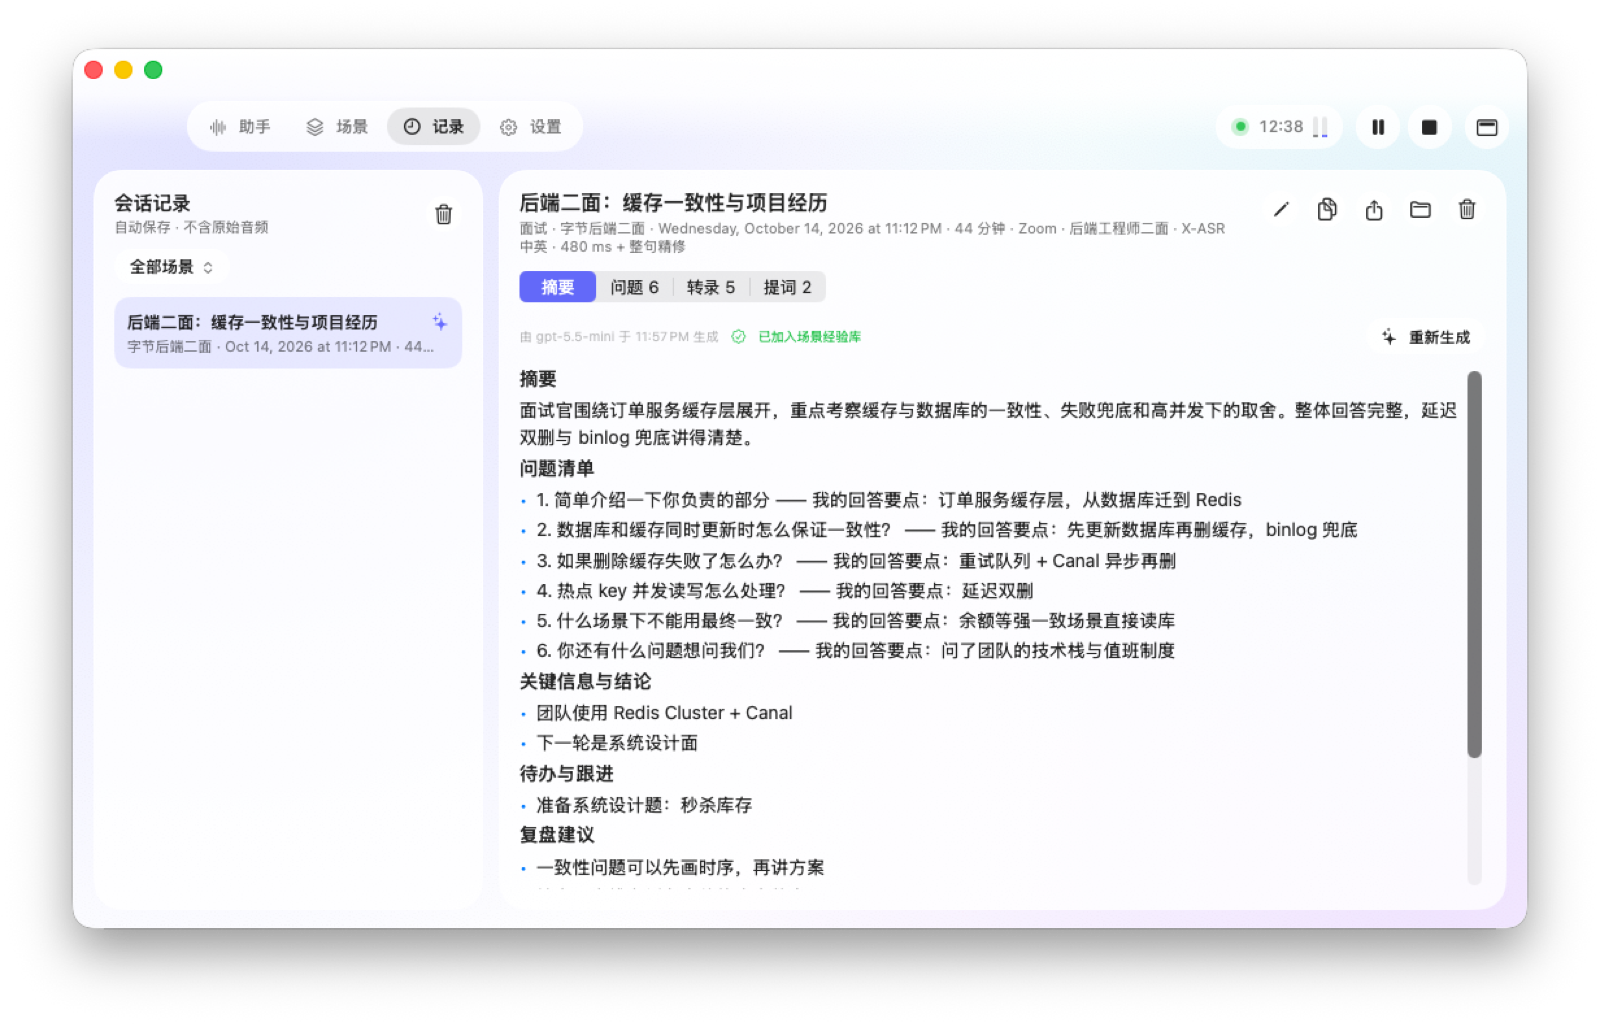 助手
场景
记录
设置
12:38
会话记录
自动保存 · 不含原始音频
全部场景
后端二面：缓存一致性与项目经历
字节后端二面 · Oct 14, 2026 at 11:12 PM · 44...
后端二面：缓存一致性与项目经历
面试 · 字节后端二面 · Wednesday, October 14, 2026 at 11:12 PM · 44 分钟 · Zoom · 后端工程师二面 · X-ASR
中英 · 480 ms + 整句精修
摘要
问题 6
转录 5
提词 2
由 gpt-5.5-mini 于 11:57 PM 生成
已加入场景经验库
重新生成
摘要
面试官围绕订单服务缓存层展开，重点考察缓存与数据库的一致性、失败兜底和高并发下的取舍。整体回答完整，延迟
双删与 binlog 兜底讲得清楚。
问题清单
• 1. 简单介绍一下你负责的部分 —— 我的回答要点：订单服务缓存层，从数据库迁到 Redis
• 2. 数据库和缓存同时更新时怎么保证一致性？ —— 我的回答要点：先更新数据库再删缓存，binlog 兜底
• 3. 如果删除缓存失败了怎么办？ —— 我的回答要点：重试队列 + Canal 异步再删
• 4. 热点 key 并发读写怎么处理？ —— 我的回答要点：延迟双删
• 5. 什么场景下不能用最终一致？ —— 我的回答要点：余额等强一致场景直接读库
• 6. 你还有什么问题想问我们？ —— 我的回答要点：问了团队的技术栈与值班制度
关键信息与结论
• 团队使用 Redis Cluster + Canal
• 下一轮是系统设计面
待办与跟进
• 准备系统设计题：秒杀库存
复盘建议
• 一致性问题可以先画时序，再讲方案